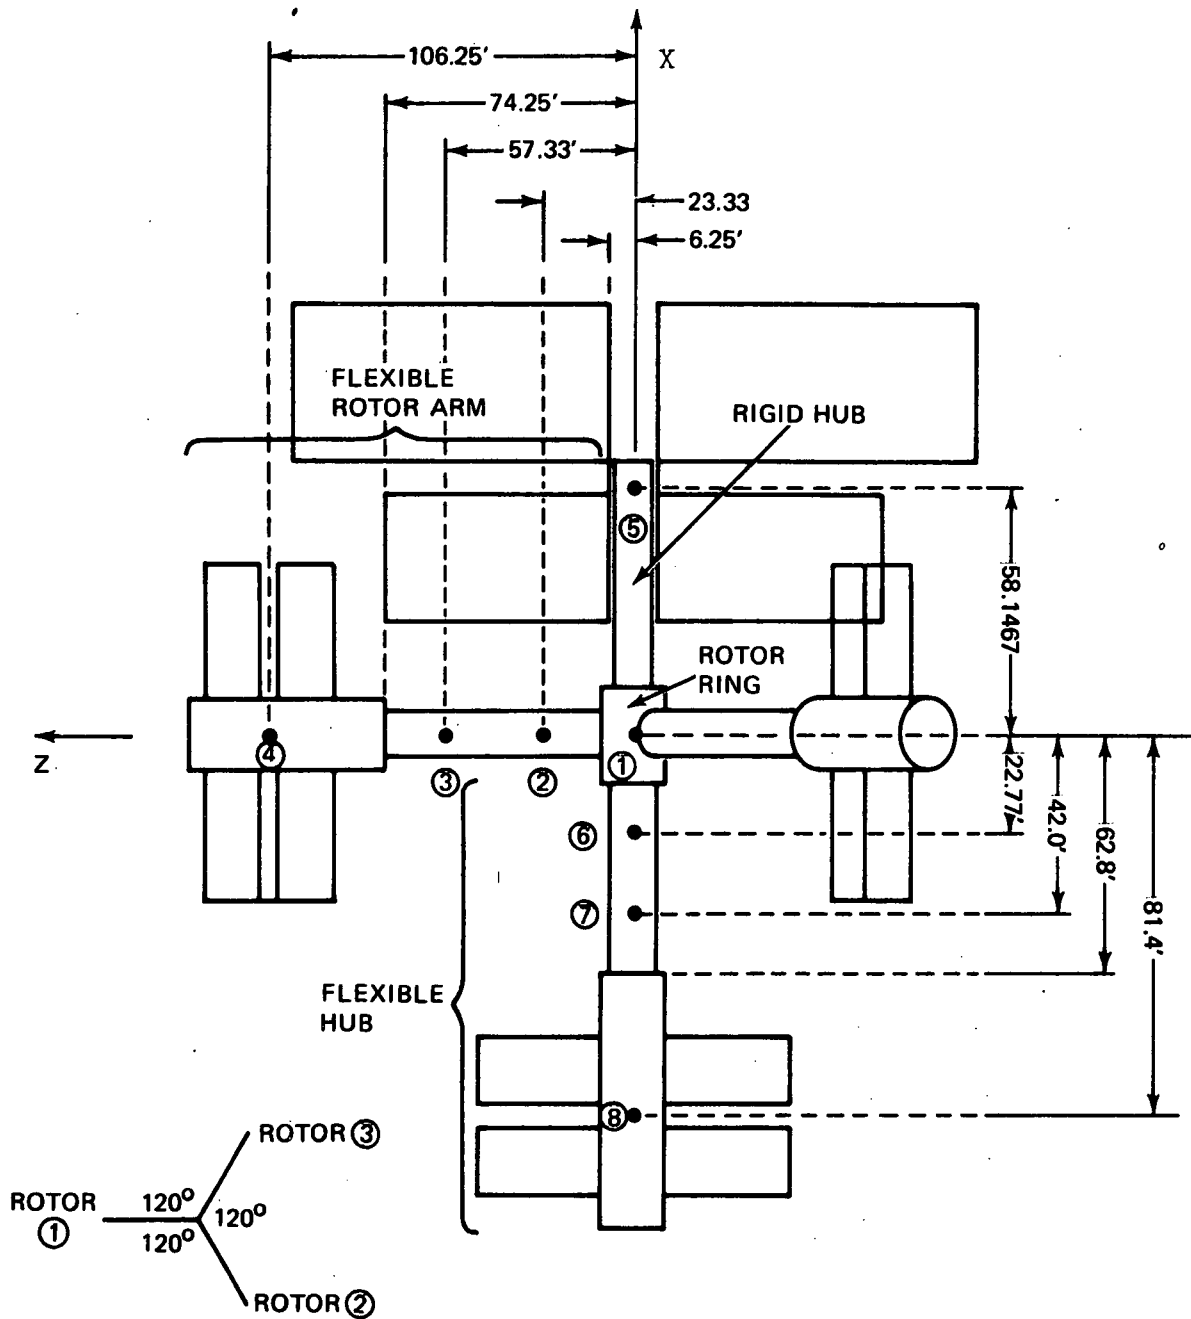 106.25'
X
74.25'
57.33'
23.33
6.25'
FLEXIBLE
ROTOR ARM
RIGID HUB
5
58.1467
ROTOR
RING
Z
4
3
2
1
22.77'
6
42.0'
62.8'
7
81.4'
FLEXIBLE
HUB
8
ROTOR 3
ROTOR
1
120°
120°
120°
ROTOR 2